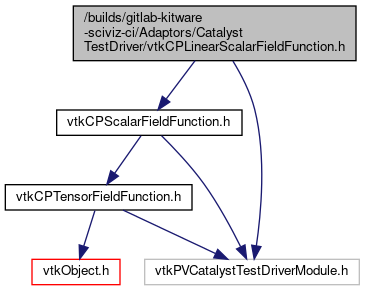 /builds/gitlab-kitware
-sciviz-ci/Adaptors/Catalyst
TestDriver/vtkCPLinearScalarFieldFunction.h
vtkCPScalarFieldFunction.h
vtkCPTensorFieldFunction.h
vtkObject.h
vtkPVCatalystTestDriverModule.h